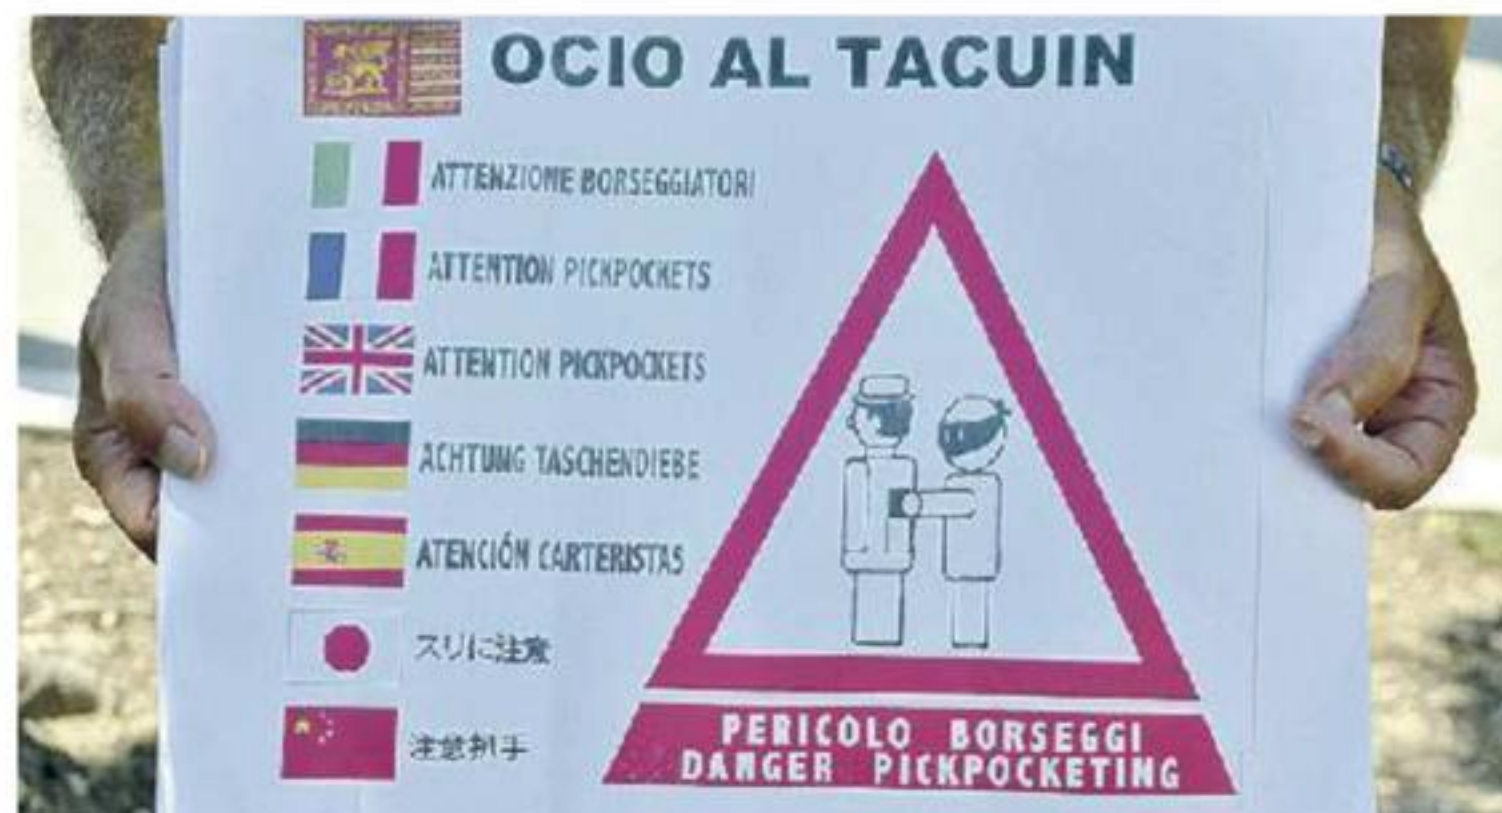 OCIO AL TACUIN
ATTENZIONE BORSEGGIATORI
ATTENTION PICKPOCKETS
ATTENTION PICKPOCKETS
ACHTUNG TASCHENDIEBE
ATENCIÓN CARTERISTAS
スリに注意
注意扒手
PERICOLO BORSEGGI
DANGER PICKPOCKETING